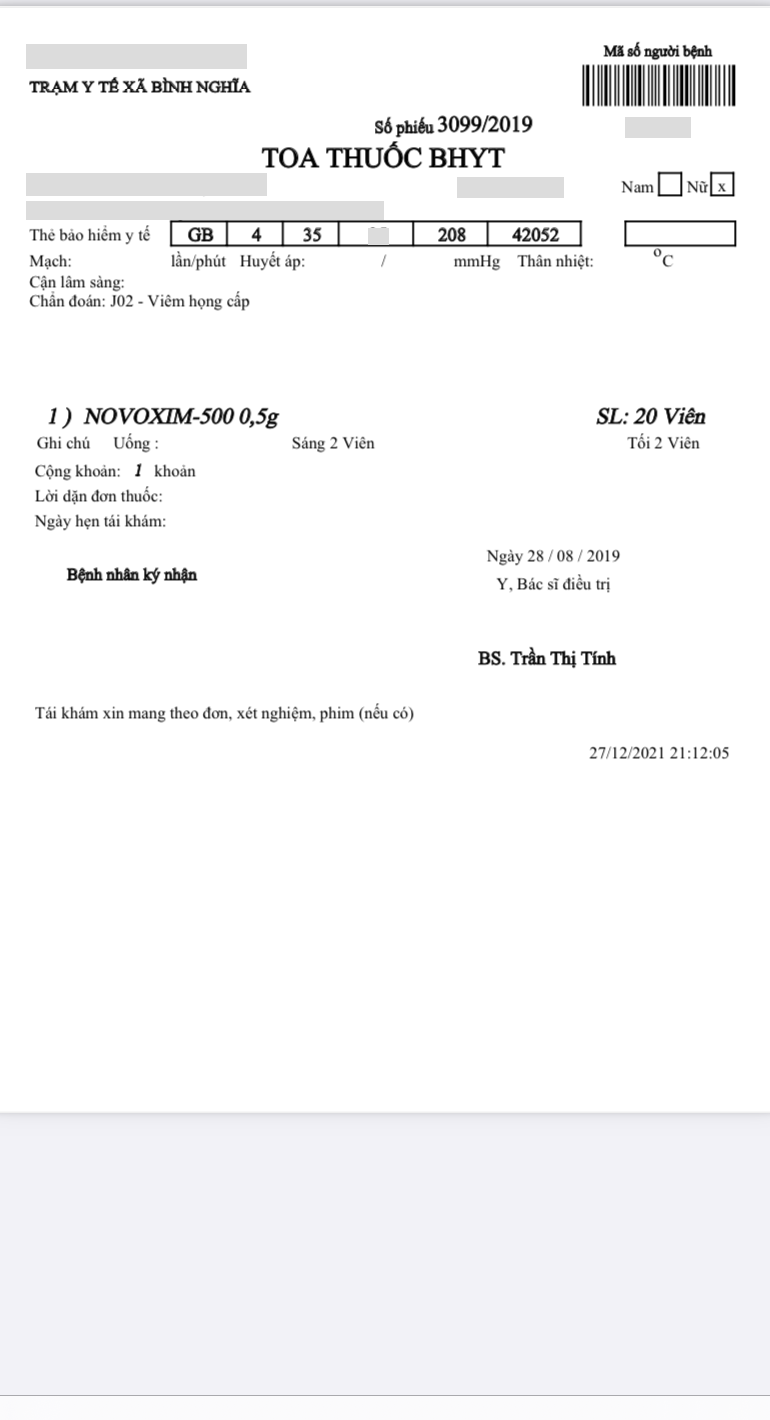 Mã số người bệnh
TRẠM Y TẾ XÃ BÌNH NGHĨA
Số phiếu 3099/2019
TOA THUỐC BHYT
Nam Nữ x
Thẻ bảo hiểm y tế GB 4 35 208 42052
Mạch: lần/phút Huyết áp: / mmHg Thân nhiệt: °C
Cận lâm sàng:
Chẩn đoán: J02 - Viêm họng cấp
1 ) NOVOXIM-500 0,5g SL: 20 Viên
Ghi chú Uống : Sáng 2 Viên Tối 2 Viên
Cộng khoản: 1 khoản
Lời dặn đơn thuốc:
Ngày hẹn tái khám:
Ngày 28 / 08 / 2019
Bệnh nhân ký nhận
Y, Bác sĩ điều trị
BS. Trần Thị Tính
Tái khám xin mang theo đơn, xét nghiệm, phim (nếu có)
27/12/2021 21:12:05